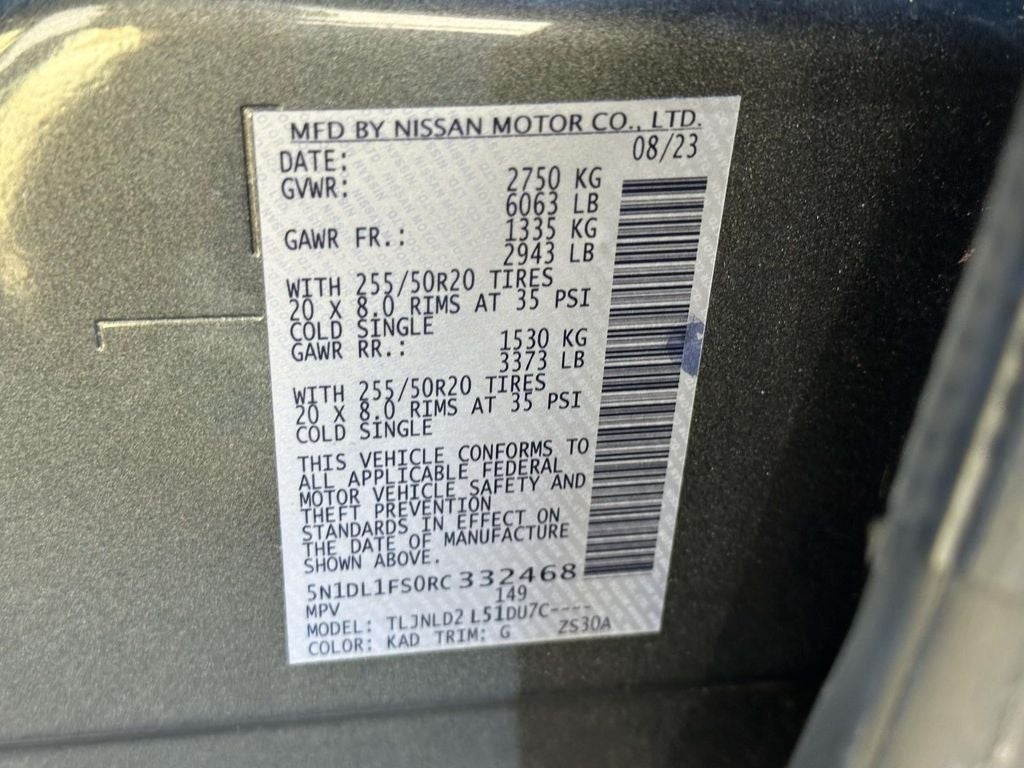 MFD BY NISSAN MOTOR CO., LTD.
DATE: 08/23
GVWR: 2750 KG
6063 LB
GAWR FR.: 1335 KG
2943 LB
WITH 255/50R20 TIRES
20 X 8.0 RIMS AT 35 PSI
COLD SINGLE
GAWR RR.: 1530 KG
3373 LB
WITH 255/50R20 TIRES
20 X 8.0 RIMS AT 35 PSI
COLD SINGLE
THIS VEHICLE CONFORMS TO
ALL APPLICABLE FEDERAL
MOTOR VEHICLE SAFETY AND
THEFT PREVENTION
STANDARDS IN EFFECT ON
THE DATE OF MANUFACTURE
SHOWN ABOVE.
5N1DL1FS0RC332468
MPV 149
MODEL: TLJNLD2 L51DU7C----
COLOR: KAD TRIM: G ZS30A